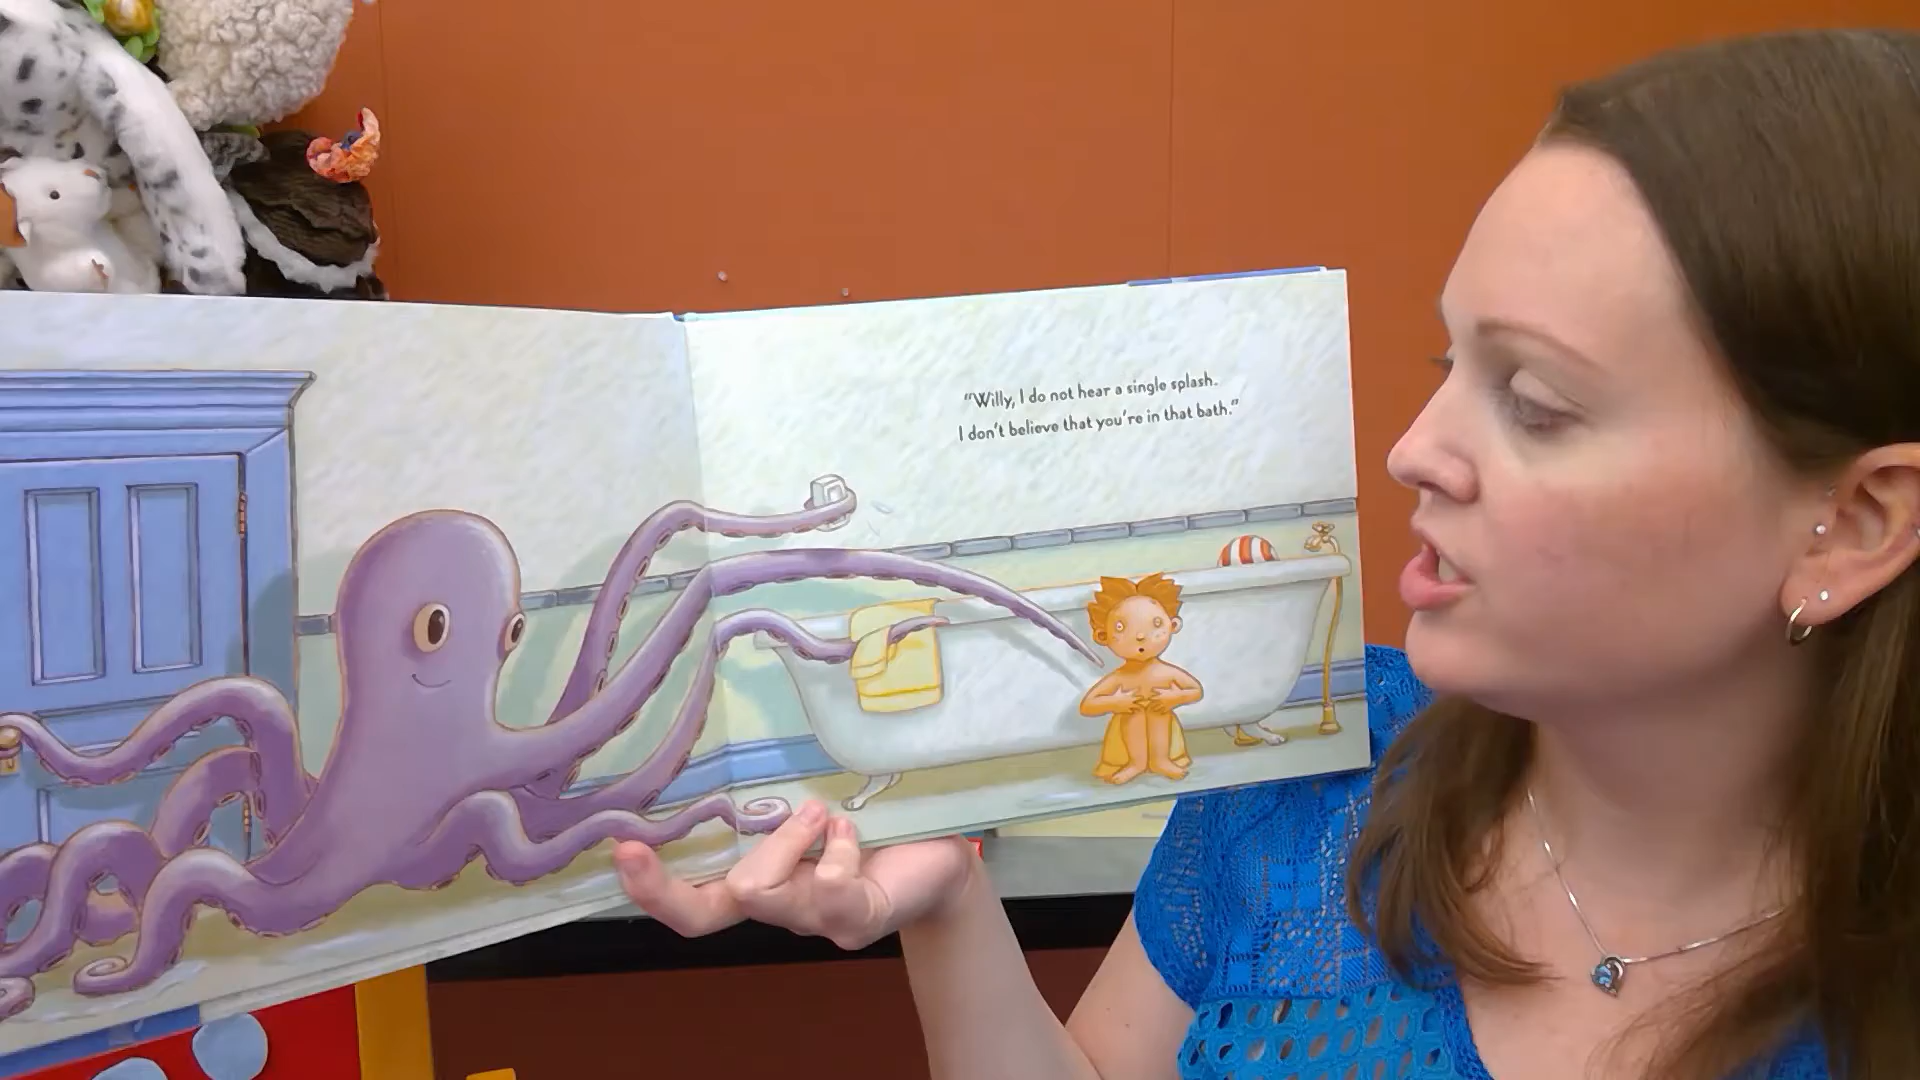 "Willy, I do not hear a single splash.
I don't believe that you're in that bath."